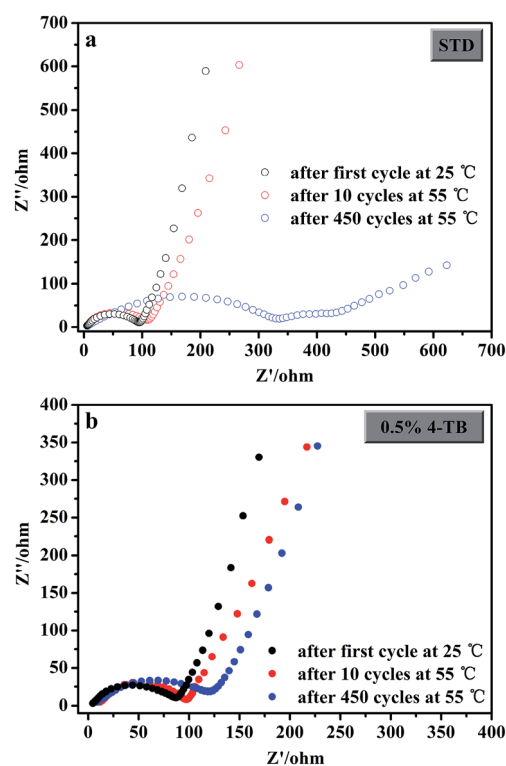 a
STD
700
600
500
400
300
200
100
0
Z''/ohm
after first cycle at 25 ℃
after 10 cycles at 55 ℃
after 450 cycles at 55 ℃
0 100 200 300 400 500 600 700
Z'/ohm
b
0.5% 4-TB
400
350
300
250
200
150
100
50
0
Z''/ohm
after first cycle at 25 ℃
after 10 cycles at 55 ℃
after 450 cycles at 55 ℃
0 50 100 150 200 250 300 350 400
Z'/ohm